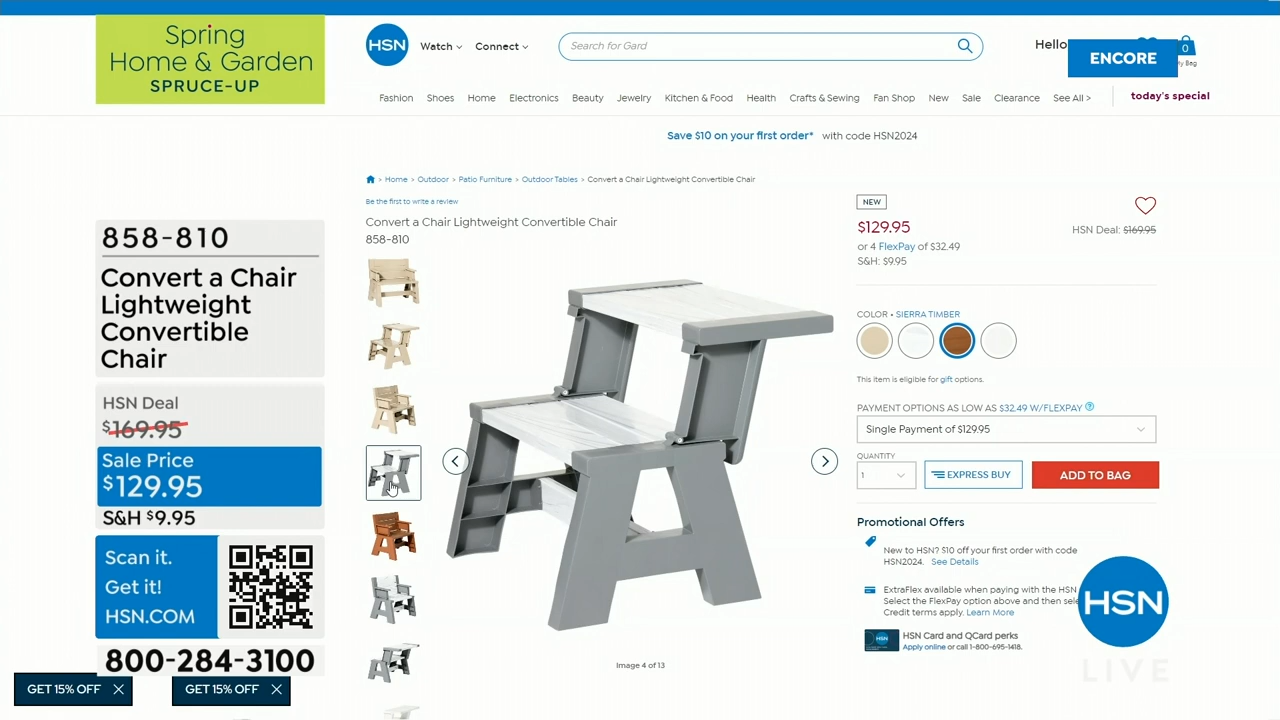 Spring
Home & Garden
SPRUCE-UP
HSN
Watch
Connect
Search for Gard
Hello
ENCORE
0
My Bag
Fashion
Shoes
Home
Electronics
Beauty
Jewelry
Kitchen & Food
Health
Crafts & Sewing
Fan Shop
New
Sale
Clearance
See All >
today's special
Save $10 on your first order* with code HSN2024
> Home > Outdoor > Patio Furniture > Outdoor Tables > Convert a Chair Lightweight Convertible Chair
Be the first to write a review
Convert a Chair Lightweight Convertible Chair
858-810
NEW
$129.95
HSN Deal: $169.95
or 4 FlexPay of $32.49
S&H: $9.95
COLOR • SIERRA TIMBER
This item is eligible for gift options.
PAYMENT OPTIONS AS LOW AS $32.49 W/FLEXPAY ?
Single Payment of $129.95
QUANTITY
1
EXPRESS BUY
ADD TO BAG
Promotional Offers
New to HSN? $10 off your first order with code
HSN2024. See Details
ExtraFlex available when paying with the HSN
Select the FlexPay option above and then sele
Credit terms apply. Learn More
HSN
HSN Card and QCard perks
Apply online or call 1-800-695-1418.
Image 4 of 13
858-810
Convert a Chair
Lightweight
Convertible
Chair
HSN Deal
$169.95
Sale Price
$129.95
S&H $9.95
Scan it.
Get it!
HSN.COM
800-284-3100
GET 15% OFF
GET 15% OFF
HSN
LIVE